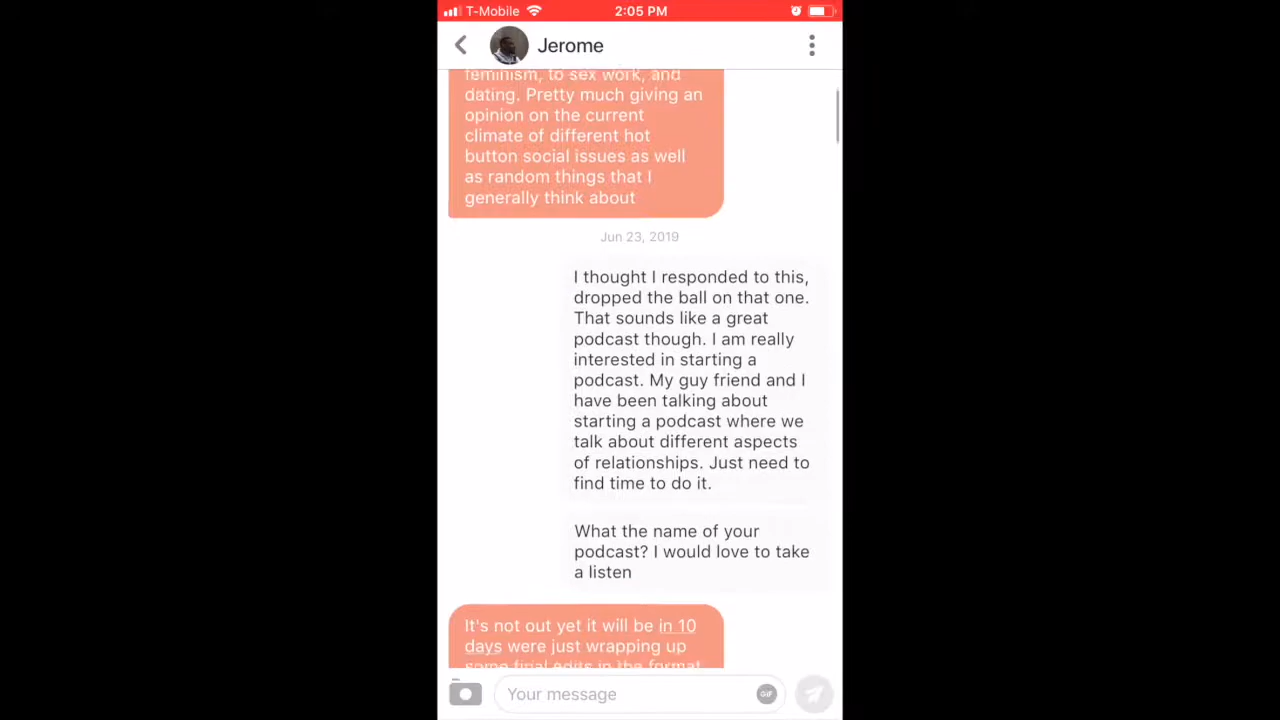 T-Mobile
2:05 PM
Jerome
feminism, to sex work, and
dating. Pretty much giving an
opinion on the current
climate of different hot
button social issues as well
as random things that I
generally think about
Jun 23, 2019
I thought I responded to this,
dropped the ball on that one.
That sounds like a great
podcast though. I am really
interested in starting a
podcast. My guy friend and I
have been talking about
starting a podcast where we
talk about different aspects
of relationships. Just need to
find time to do it.
What the name of your
podcast? I would love to take
a listen
It's not out yet it will be in 10
days were just wrapping up
some final edits in the format
Your message
GIF